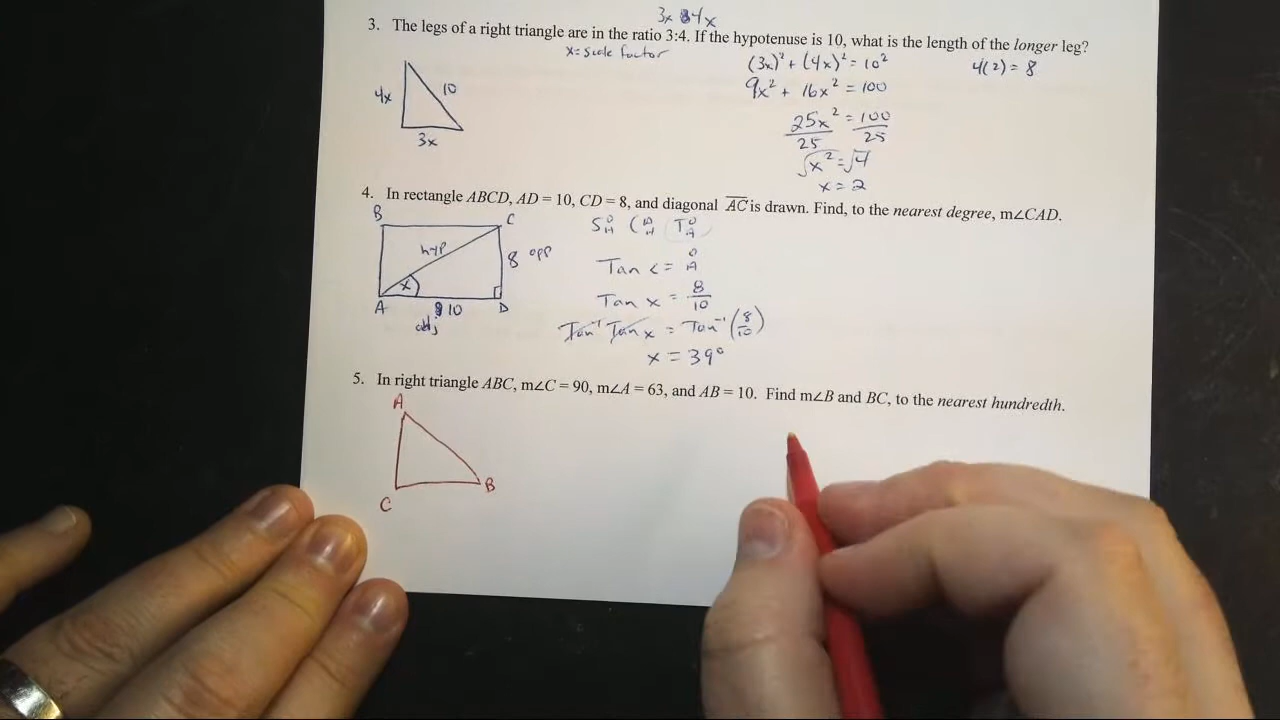 3x 84x
3. The legs of a right triangle are in the ratio 3:4. If the hypotenuse is 10, what is the length of the longer leg?
x = scale factor
(3x)² + (4x)² = 10²
4(2) = 8
9x² + 16x² = 100
4x
10
3x
25x² = 100
25 25
√x² = √4
x = 2
4. In rectangle ABCD, AD = 10, CD = 8, and diagonal AC is drawn. Find, to the nearest degree, m∠CAD.
B C
hyp
8 opp
x
A 10 D
adj
S O/H C A/H T O/A
Tan < = O/A
Tan x = 8/10
Tan⁻¹ Tan x = Tan⁻¹ (8/10)
x = 39°
5. In right triangle ABC, m∠C = 90, m∠A = 63, and AB = 10. Find m∠B and BC, to the nearest hundredth.
A
B
C